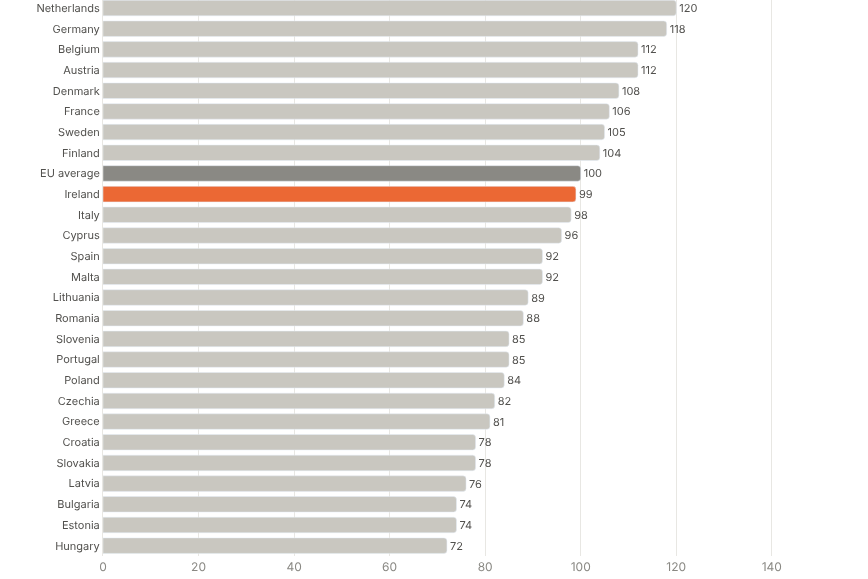 Netherlands 120
Germany 118
Belgium 112
Austria 112
Denmark 108
France 106
Sweden 105
Finland 104
EU average 100
Ireland 99
Italy 98
Cyprus 96
Spain 92
Malta 92
Lithuania 89
Romania 88
Slovenia 85
Portugal 85
Poland 84
Czechia 82
Greece 81
Croatia 78
Slovakia 78
Latvia 76
Bulgaria 74
Estonia 74
Hungary 72
0 20 40 60 80 100 120 140